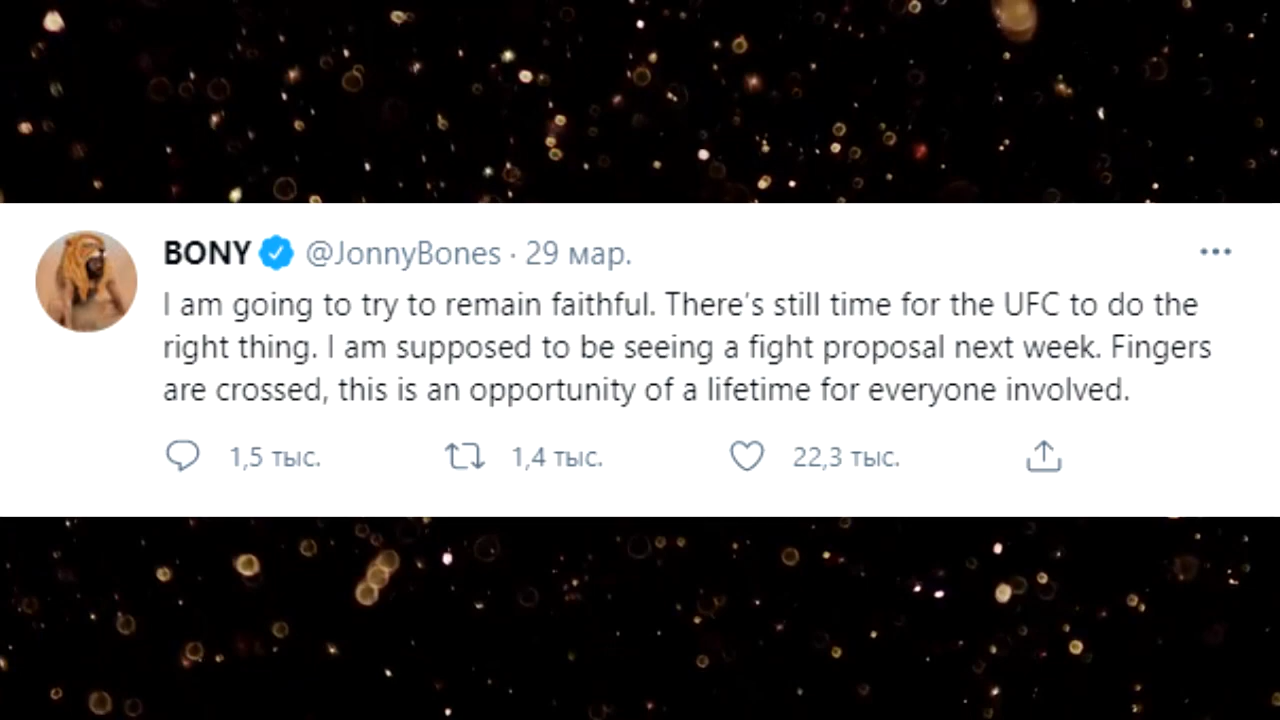 BONY @JonnyBones · 29 мар.
I am going to try to remain faithful. There's still time for the UFC to do the
right thing. I am supposed to be seeing a fight proposal next week. Fingers
are crossed, this is an opportunity of a lifetime for everyone involved.
1,5 тыс. 1,4 тыс. 22,3 тыс.